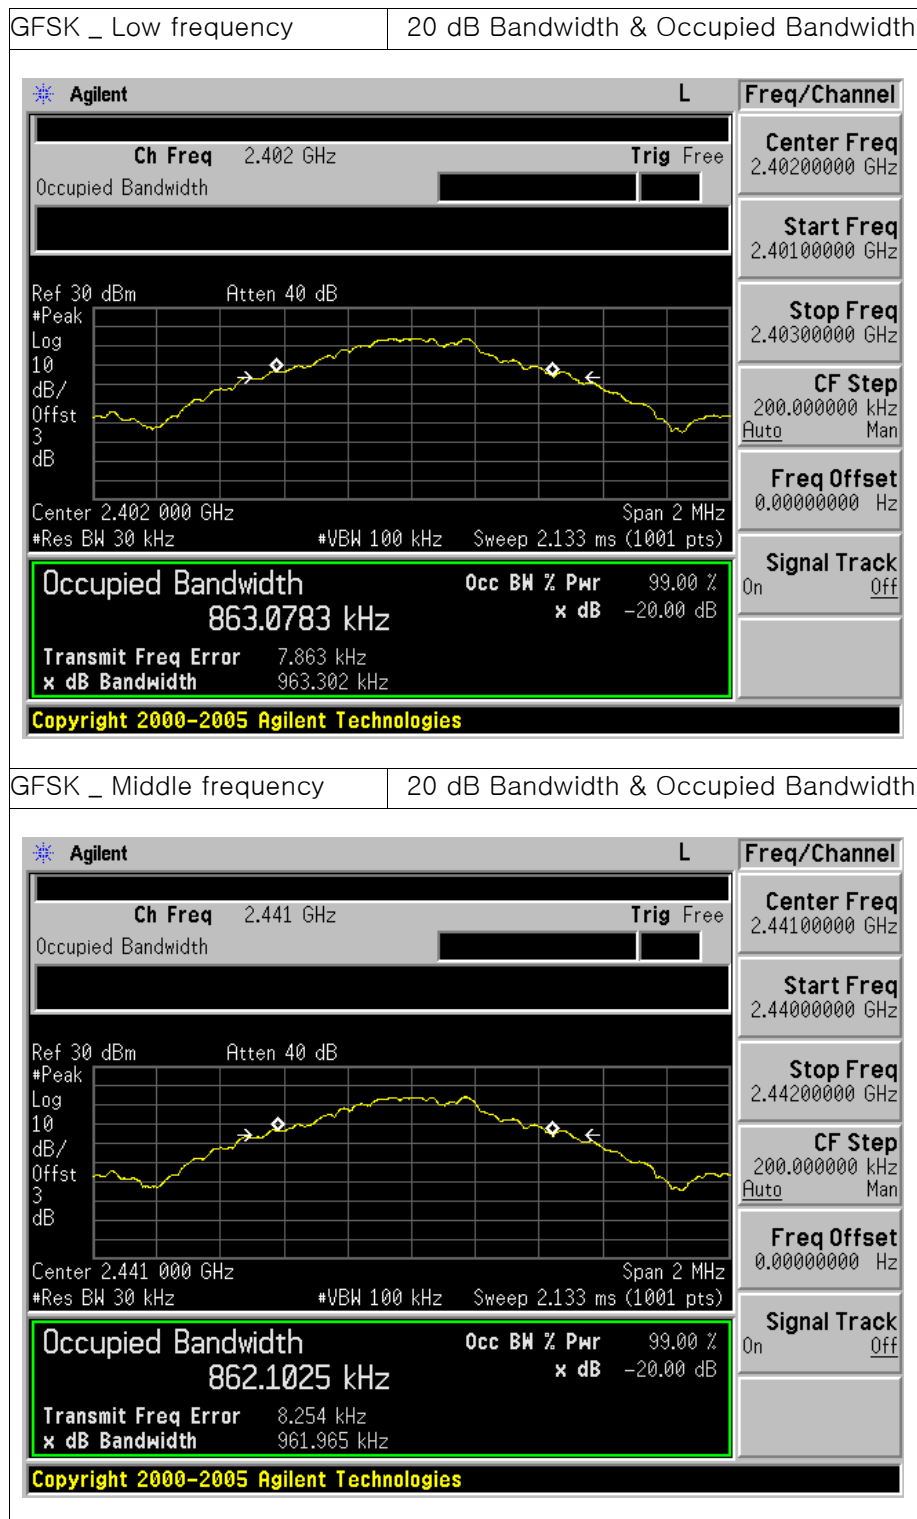 GFSK _ Low frequency 20 dB Bandwidth & Occupied Bandwidth
Agilent L Freq/Channel
Ch Freq 2.402 GHz Trig Free
Occupied Bandwidth
Center Freq
2.40200000 GHz
Start Freq
2.40100000 GHz
Stop Freq
2.40300000 GHz
CF Step
200.000000 kHz
Auto Man
Freq Offset
0.00000000 Hz
Signal Track
On Off
Ref 30 dBm Atten 40 dB
#Peak
Log
10
dB/
Offst
3
dB
Center 2.402 000 GHz Span 2 MHz
#Res BW 30 kHz #VBW 100 kHz Sweep 2.133 ms (1001 pts)
Occupied Bandwidth
863.0783 kHz
Occ BW % Pwr 99.00 %
x dB -20.00 dB
Transmit Freq Error 7.863 kHz
x dB Bandwidth 963.302 kHz
Copyright 2000-2005 Agilent Technologies
GFSK _ Middle frequency 20 dB Bandwidth & Occupied Bandwidth
Agilent L Freq/Channel
Ch Freq 2.441 GHz Trig Free
Occupied Bandwidth
Center Freq
2.44100000 GHz
Start Freq
2.44000000 GHz
Stop Freq
2.44200000 GHz
CF Step
200.000000 kHz
Auto Man
Freq Offset
0.00000000 Hz
Signal Track
On Off
Ref 30 dBm Atten 40 dB
#Peak
Log
10
dB/
Offst
3
dB
Center 2.441 000 GHz Span 2 MHz
#Res BW 30 kHz #VBW 100 kHz Sweep 2.133 ms (1001 pts)
Occupied Bandwidth
862.1025 kHz
Occ BW % Pwr 99.00 %
x dB -20.00 dB
Transmit Freq Error 8.254 kHz
x dB Bandwidth 961.965 kHz
Copyright 2000-2005 Agilent Technologies